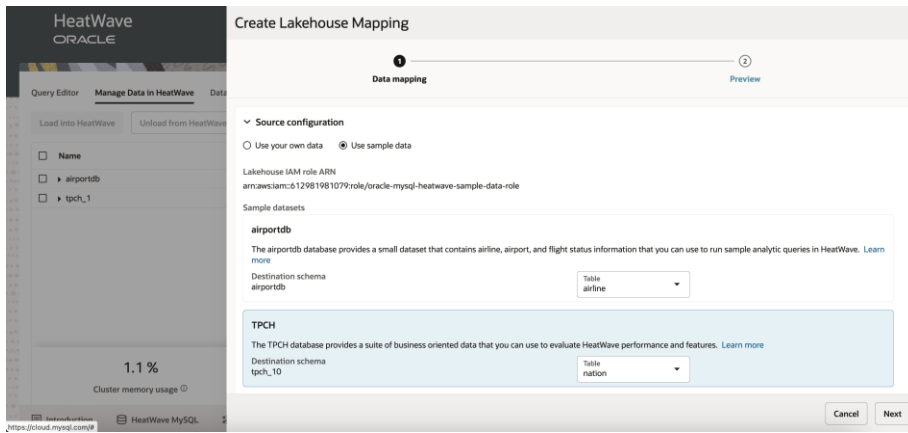 HeatWave
ORACLE
Query Editor Manage Data in HeatWave Data
Load into HeatWave Unload from HeatWave
Name
airportdb
tpch_1
1.1 %
Cluster memory usage
Introduction HeatWave MySQL
https://cloud.mysql.com/#
Create Lakehouse Mapping
1 2
Data mapping Preview
Source configuration
Use your own data Use sample data
Lakehouse IAM role ARN
arn:aws:iam::612981981079:role/oracle-mysql-heatwave-sample-data-role
Sample datasets
airportdb
The airportdb database provides a small dataset that contains airline, airport, and flight status information that you can use to run sample analytic queries in HeatWave. Learn
more
Destination schema Table
airportdb airline
TPCH
The TPCH database provides a suite of business oriented data that you can use to evaluate HeatWave performance and features. Learn more
Destination schema Table
tpch_10 nation
Cancel Next